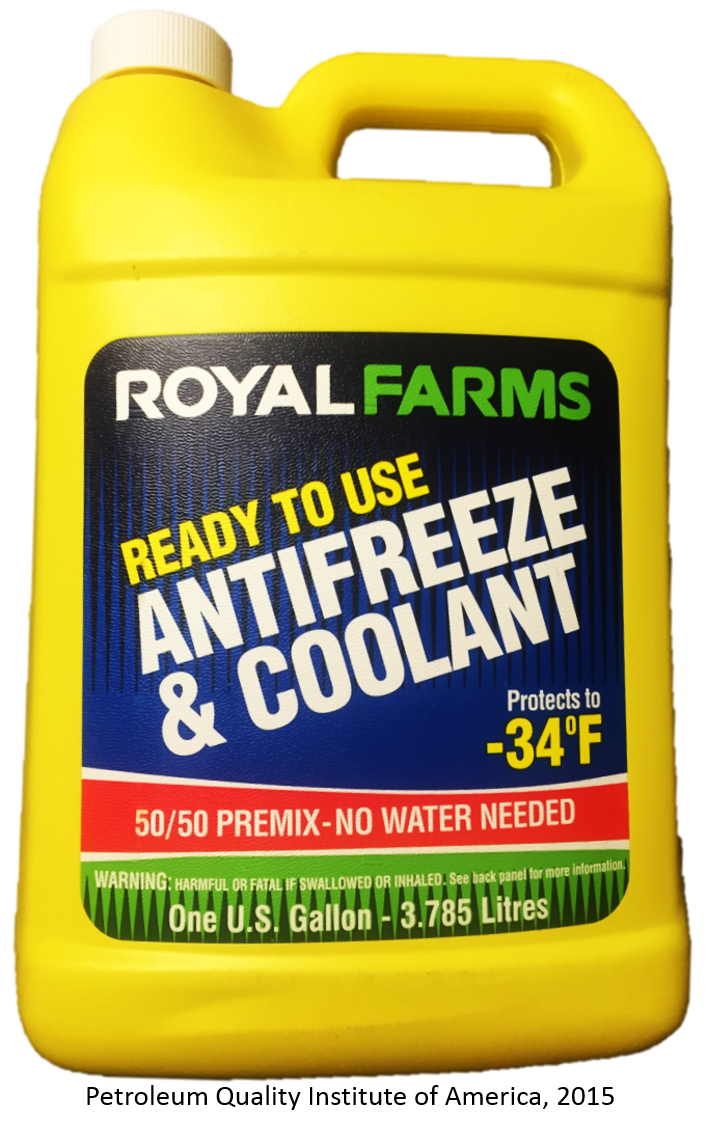 ROYAL FARMS
READY TO USE
ANTIFREEZE
& COOLANT
Protects to
-34°F
50/50 PREMIX-NO WATER NEEDED
WARNING: HARMFUL OR FATAL IF SWALLOWED OR INHALED. See back panel for more information.
One U.S. Gallon - 3.785 Litres
Petroleum Quality Institute of America, 2015